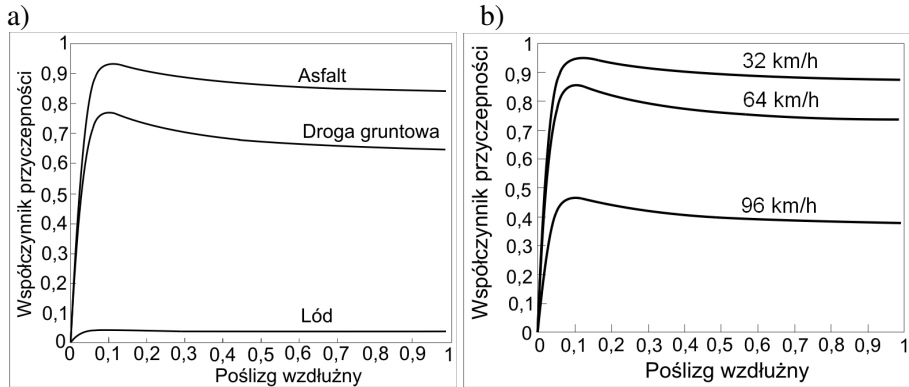 a)
Współczynnik przyczepności
1
0,9
0,8
0,7
0,6
0,5
0,4
0,3
0,2
0,1
0
Asfalt
Droga gruntowa
Lód
0 0,1 0,2 0,3 0,4 0,5 0,6 0,7 0,8 0,9 1
Poślizg wzdłużny
b)
Współczynnik przyczepności
1
0,9
0,8
0,7
0,6
0,5
0,4
0,3
0,2
0,1
0
32 km/h
64 km/h
96 km/h
0 0,1 0,2 0,3 0,4 0,5 0,6 0,7 0,8 0,9 1
Poślizg wzdłużny